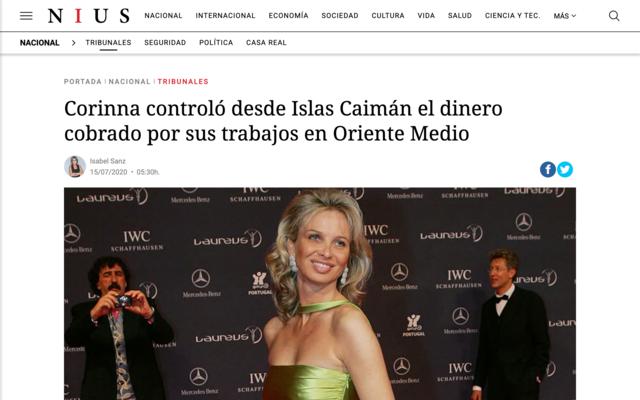 NIUS
NACIONAL INTERNACIONAL ECONOMÍA SOCIEDAD CULTURA VIDA SALUD CIENCIA Y TEC. MÁS
NACIONAL TRIBUNALES SEGURIDAD POLÍTICA CASA REAL
PORTADA | NACIONAL | TRIBUNALES
Corinna controló desde Islas Caimán el dinero
cobrado por sus trabajos en Oriente Medio
Isabel Sanz
15/07/2020 • 05:30h.
IWC
SCHAFFHAUSEN
Mercedes-Benz
Mercedes-Benz
IWC
SCHAFFHAUSEN
LAUREUS
IWC
LAUREUS
Mercedes-Benz
IWC
SCHAFFHAUSEN
Mercedes-Benz
PORTUGAL
IWC
SCHAFFHAUSEN
LAUREUS
LAUREUS
PORTUGAL
Mercedes-Benz
Mercedes-Benz
IWC
SCHAFFHAUSEN